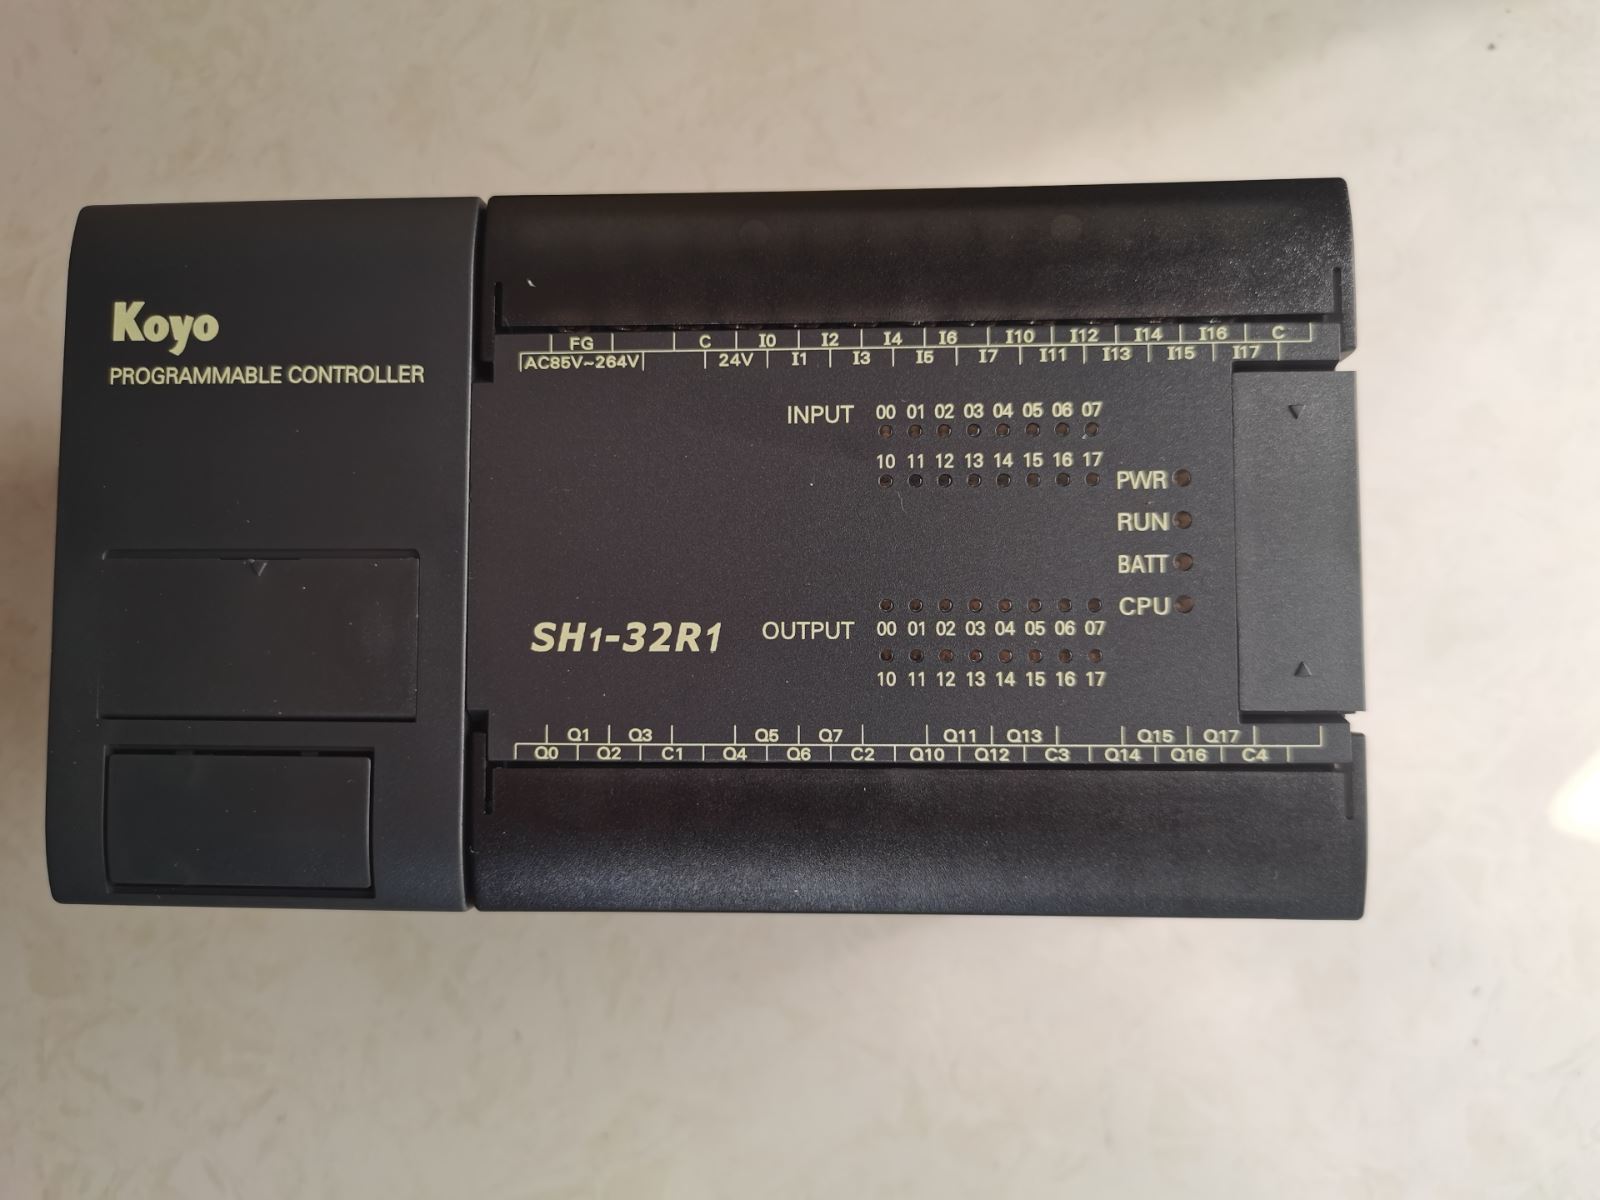 Koyo
PROGRAMMABLE CONTROLLER
FG C I0 I2 I4 I6 I10 I12 I14 I16 C
AC85V~264V 24V I1 I3 I5 I7 I11 I13 I15 I17
INPUT 00 01 02 03 04 05 06 07
10 11 12 13 14 15 16 17
PWR
RUN
BATT
CPU
SH1-32R1
OUTPUT 00 01 02 03 04 05 06 07
10 11 12 13 14 15 16 17
Q1 Q3 Q5 Q7 Q11 Q13 Q15 Q17
Q0 Q2 C1 Q4 Q6 C2 Q10 Q12 C3 Q14 Q16 C4